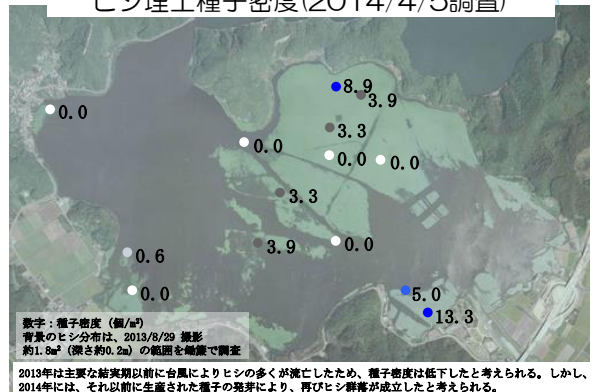 ヒシ埋土種子密度(2014/4/5調査)
8.9
3.9
0.0
3.3
0.0
0.0
0.0
3.3
3.9
0.0
0.6
0.0
5.0
13.3
数字：種子密度（個/m²）
背景のヒシ分布は、2013/8/29 撮影
約1.8m²（深さ約0.2m）の範囲を鋤簾で調査
2013年は主要な結実期以前に台風によりヒシの多くが流亡したため、種子密度は低下したと考えられる。しかし、
2014年には、それ以前に生産された種子の発芽により、再びヒシ群落が成立したと考えられる。